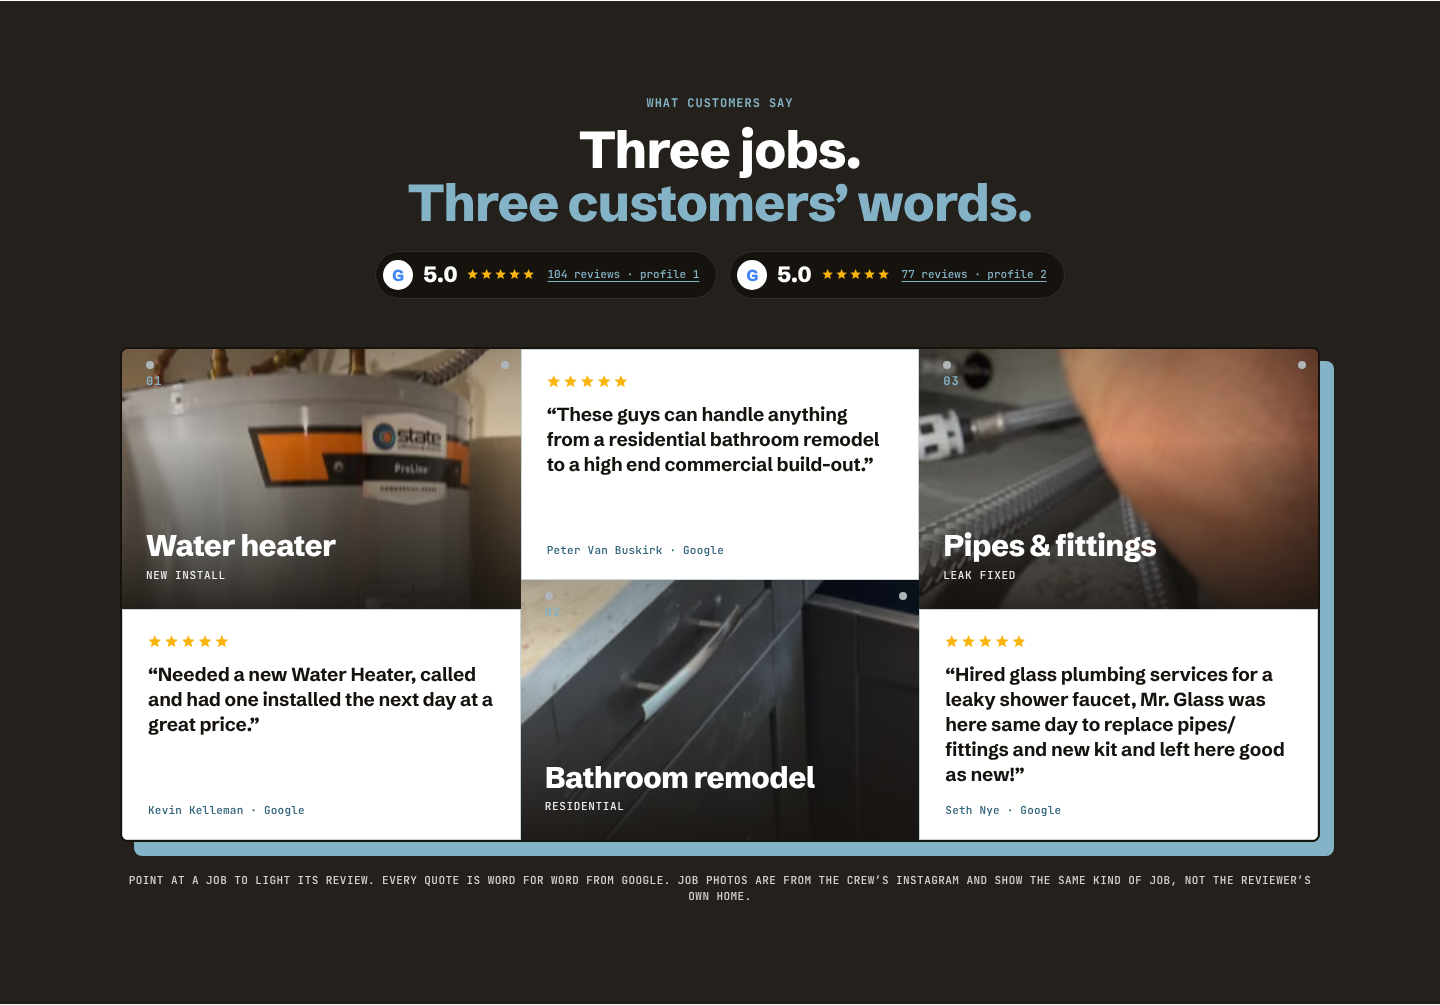 WHAT CUSTOMERS SAY
Three jobs.
Three customers’ words.
G 5.0 ★★★★★ 104 reviews · profile 1
G 5.0 ★★★★★ 77 reviews · profile 2
01
state
ProLine
Water heater
NEW INSTALL
★★★★★
“Needed a new Water Heater, called
and had one installed the next day at a
great price.”
Kevin Kelleman · Google
★★★★★
“These guys can handle anything
from a residential bathroom remodel
to a high end commercial build-out.”
Peter Van Buskirk · Google
02
Bathroom remodel
RESIDENTIAL
03
Pipes & fittings
LEAK FIXED
★★★★★
“Hired glass plumbing services for a
leaky shower faucet, Mr. Glass was
here same day to replace pipes/
fittings and new kit and left here good
as new!”
Seth Nye · Google
POINT AT A JOB TO LIGHT ITS REVIEW. EVERY QUOTE IS WORD FOR WORD FROM GOOGLE. JOB PHOTOS ARE FROM THE CREW’S INSTAGRAM AND SHOW THE SAME KIND OF JOB, NOT THE REVIEWER’S
OWN HOME.